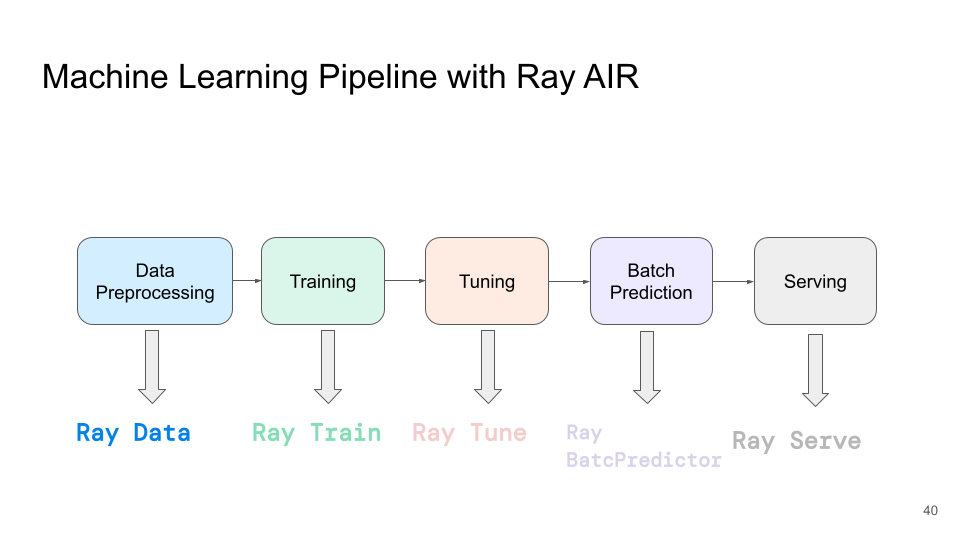 Machine Learning Pipeline with Ray AIR
Data
Preprocessing
Training
Tuning
Batch
Prediction
Serving
Ray Data
Ray Train
Ray Tune
Ray
BatcPredictor
Ray Serve
40